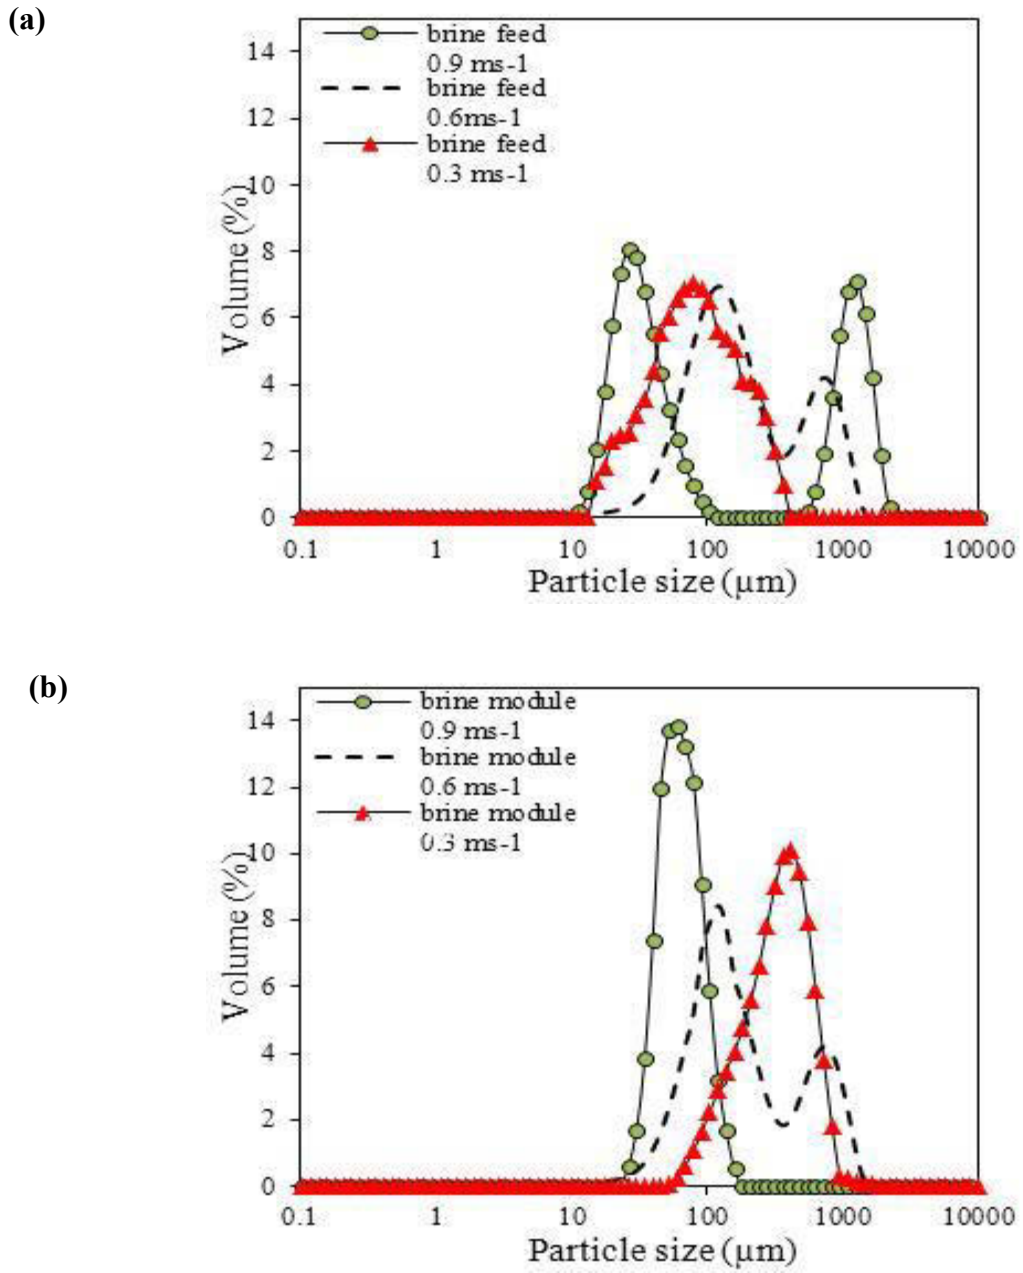 (a)
brine feed
0.9 ms-1
brine feed
0.6ms-1
brine feed
0.3 ms-1
14
12
10
8
6
4
2
0
Volume (%)
0.1 1 10 100 1000 10000
Particle size (µm)
(b)
brine module
0.9 ms-1
brine module
0.6 ms-1
brine module
0.3 ms-1
14
12
10
8
6
4
2
0
Volume (%)
0.1 1 10 100 1000 10000
Particle size (µm)